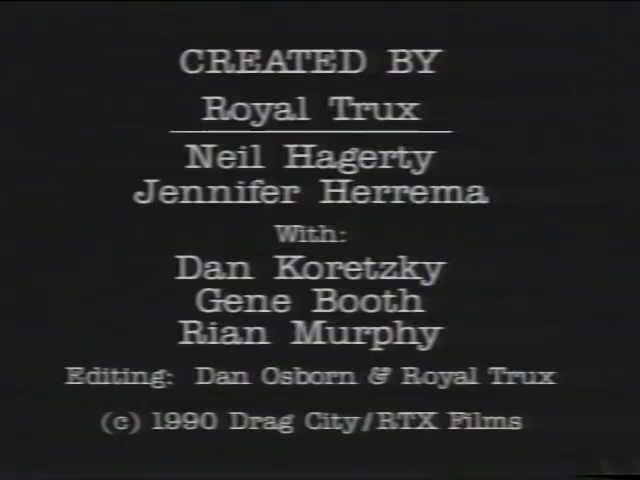 CREATED BY
Royal Trux
Neil Hagerty
Jennifer Herrema
With:
Dan Koretzky
Gene Booth
Rian Murphy
Editing: Dan Osborn & Royal Trux
(c) 1990 Drag City/RTX Films